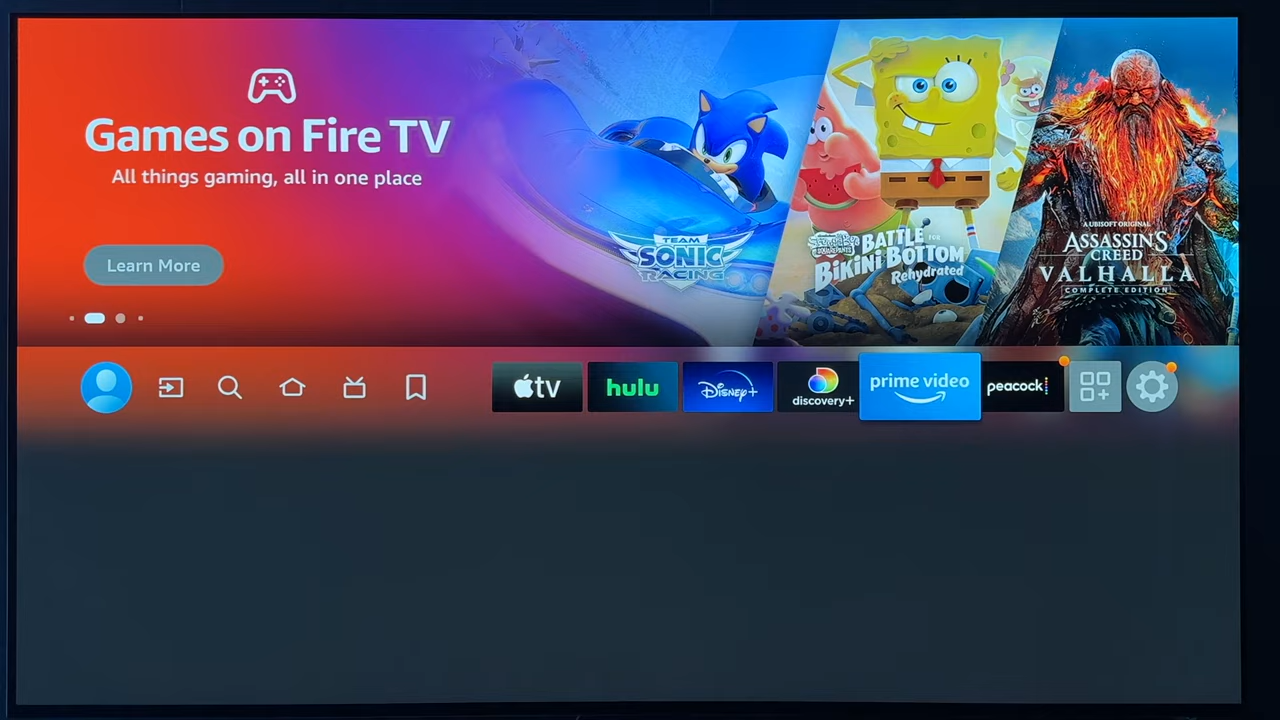 Games on Fire TV
All things gaming, all in one place
Learn More
TEAM
SONIC
RACING
BATTLE FOR
BIKINI BOTTOM
Rehydrated
A UBISOFT ORIGINAL
ASSASSIN'S
CREED
VALHALLA
COMPLETE EDITION
tv
hulu
Disney+
discovery+
prime video
peacock